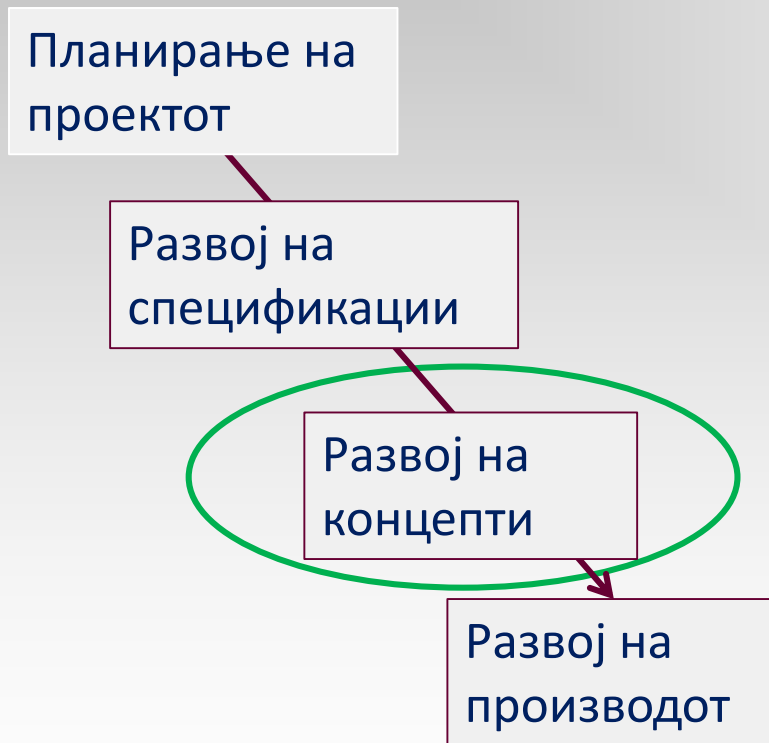 Планирање на
проектот
Развој на
спецификации
Развој на
концепти
Развој на
производот